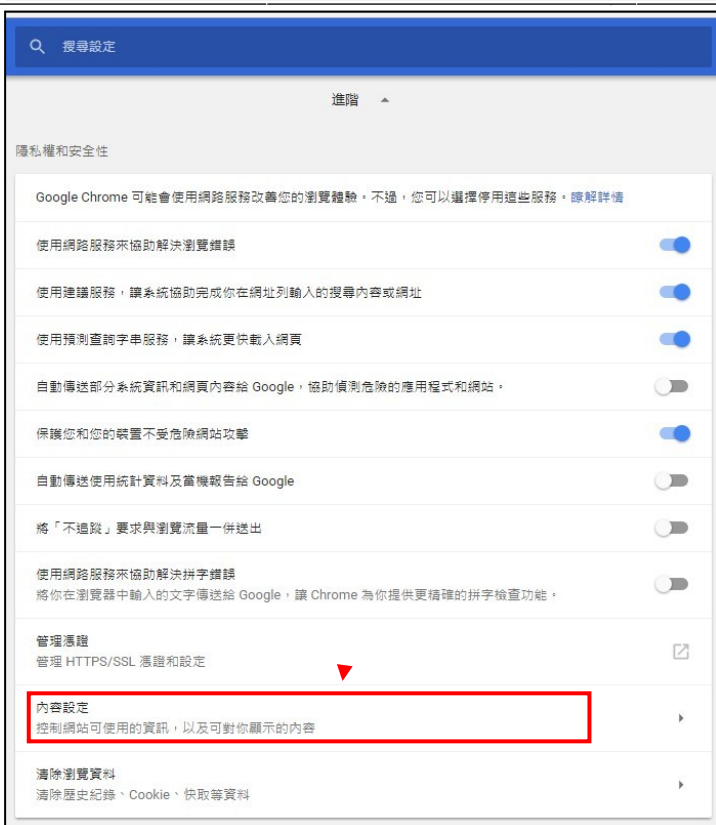 搜尋設定
進階
隱私權和安全性
Google Chrome 可能會使用網路服務改善您的瀏覽體驗。不過，您可以選擇停用這些服務。瞭解詳情
使用網路服務來協助解決瀏覽錯誤
使用建議服務，讓系統協助完成你在網址列輸入的搜尋內容或網址
使用預測查詢字串服務，讓系統更快載入網頁
自動傳送部分系統資訊和網頁內容給 Google，協助偵測危險的應用程式和網站。
保護您和您的裝置不受危險網站攻擊
自動傳送使用統計資料及當機報告給 Google
將「不追蹤」要求與瀏覽流量一併送出
使用網路服務來協助解決拼字錯誤
將你在瀏覽器中輸入的文字傳送給 Google，讓 Chrome 為你提供更精確的拼字檢查功能。
管理憑證
管理 HTTPS/SSL 憑證和設定
內容設定
控制網站可使用的資訊，以及可對你顯示的內容
清除瀏覽資料
清除歷史紀錄、Cookie、快取等資料